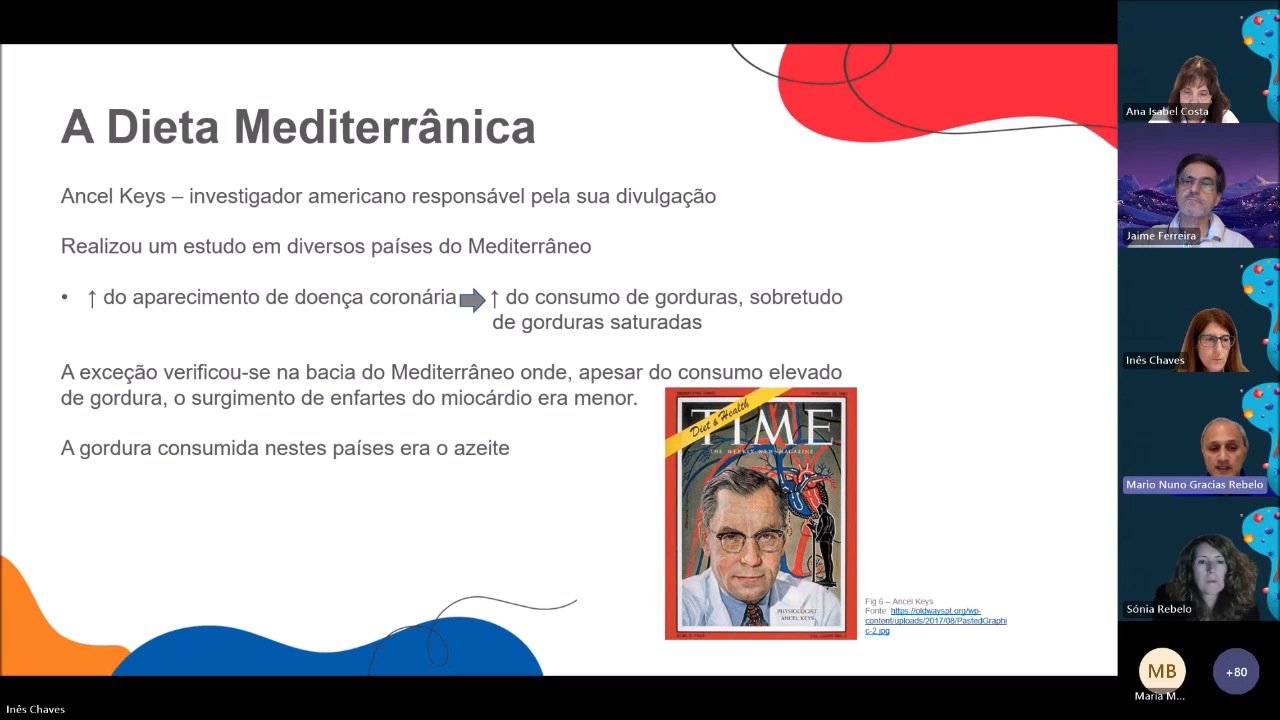 A Dieta Mediterrânica
Ancel Keys – investigador americano responsável pela sua divulgação
Realizou um estudo em diversos países do Mediterrâneo
• ↑ do aparecimento de doença coronária ↑ do consumo de gorduras, sobretudo
de gorduras saturadas
A exceção verificou-se na bacia do Mediterrâneo onde, apesar do consumo elevado
de gordura, o surgimento de enfartes do miocárdio era menor.
A gordura consumida nestes países era o azeite
Diet & Health
TIME
THE WEEKLY NEWSMAGAZINE
PHYSIOLOGIST
ANCEL KEYS
Fig 6 – Ancel Keys
Fonte: https://oldwayspt.org/wp-
content/uploads/2017/08/PastedGraphi
c-2.jpg
Ana Isabel Costa
Jaime Ferreira
Inês Chaves
Mario Nuno Gracias Rebelo
Sónia Rebelo
MB
Maria M...
+80
Inês Chaves